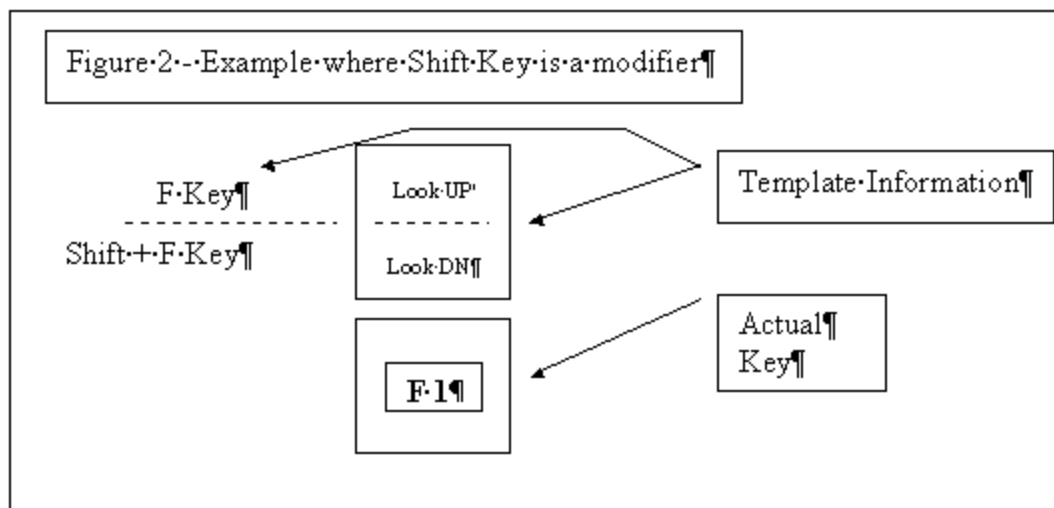 Figure·2·-·Example·where·Shift·Key·is·a·modifier¶
F·Key¶
Shift·+·F·Key¶
Look·UP¶
Look·DN¶
Template·Information¶
F·1¶
Actual¶
Key¶